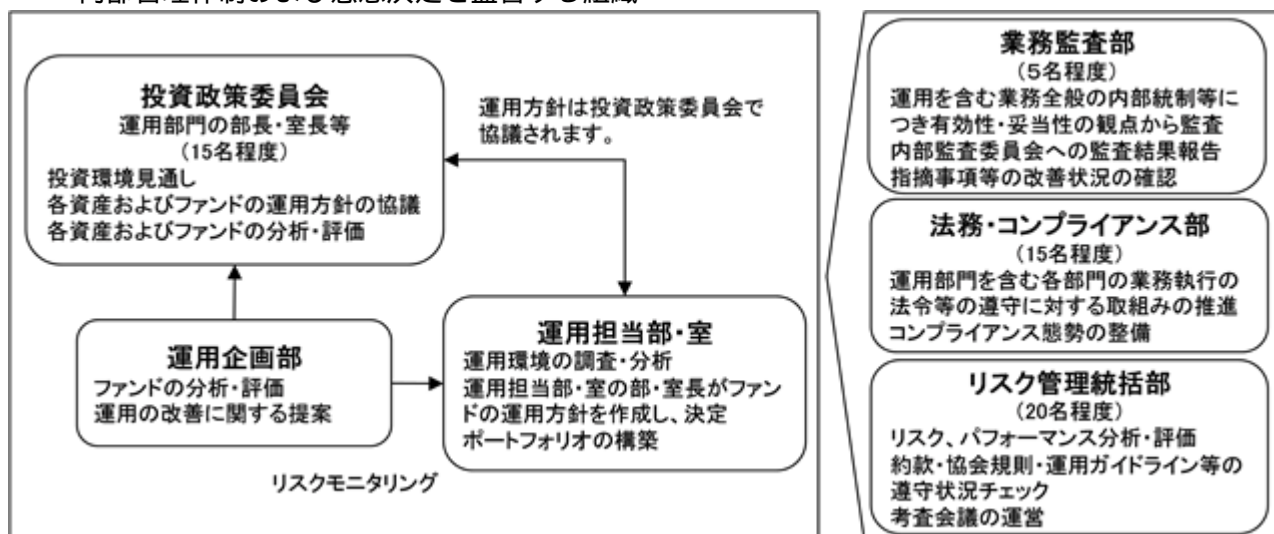 内部管理体制および意思決定を監督する組織
投資政策委員会
運用部門の部長・室長等
(15名程度)
投資環境見通し
各資産およびファンドの運用方針の協議
各資産およびファンドの分析・評価
運用方針は投資政策委員会で
協議されます。
運用企画部
ファンドの分析・評価
運用の改善に関する提案
運用担当部・室
運用環境の調査・分析
運用担当部・室の部・室長がファン
ドの運用方針を作成し、決定
ポートフォリオの構築
リスクモニタリング
業務監査部
(5名程度)
運用を含む業務全般の内部統制等に
つき有効性・妥当性の観点から監査
内部監査委員会への監査結果報告
指摘事項等の改善状況の確認
法務・コンプライアンス部
(15名程度)
運用部門を含む各部門の業務執行の
法令等の遵守に対する取組みの推進
コンプライアンス態勢の整備
リスク管理統括部
(20名程度)
リスク、パフォーマンス分析・評価
約款・協会規則・運用ガイドライン等の
遵守状況チェック
考査会議の運営